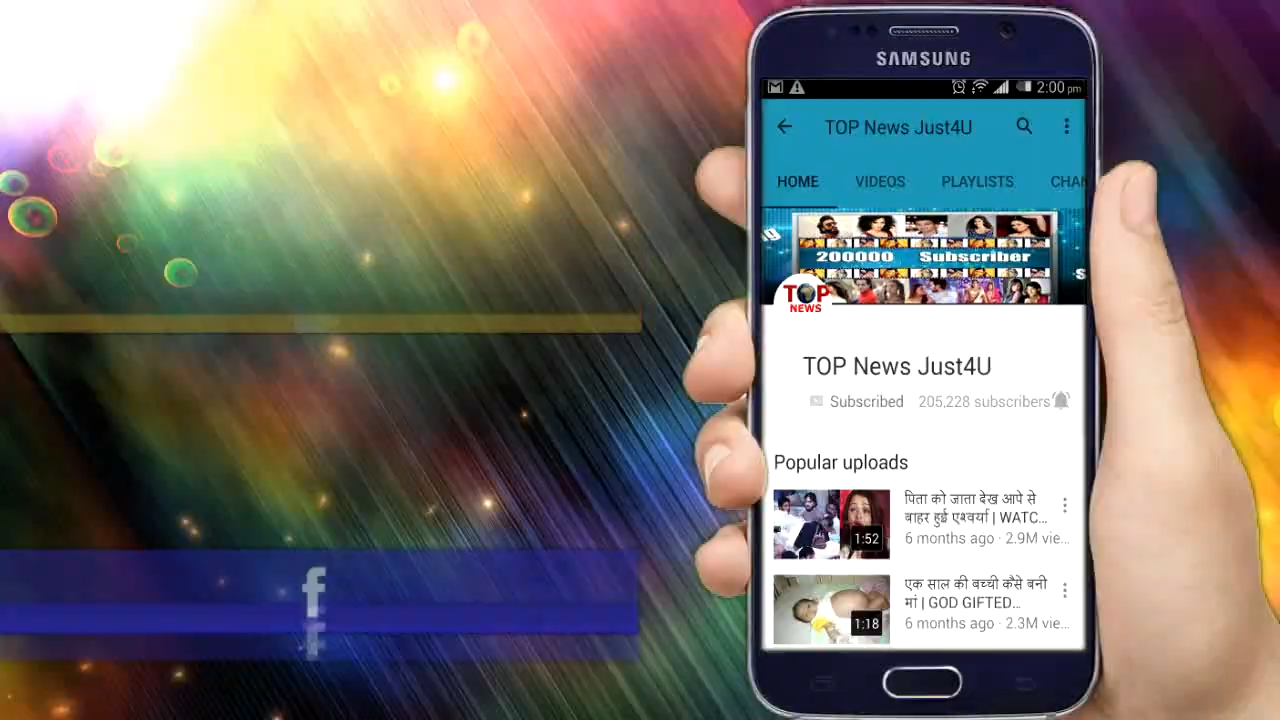 SAMSUNG
2:00 pm
TOP News Just4U
HOME VIDEOS PLAYLISTS CHAN
200000 Subscriber
TOP
NEWS
TOP News Just4U
Subscribed 205,228 subscribers
Popular uploads
पिता को जाता देख आपे से
बाहर हुई एश्वर्या | WATC...
1:52
6 months ago · 2.9M vie...
एक साल की बच्ची कैसे बनी
मां | GOD GIFTED...
1:18
6 months ago · 2.3M vie...
f